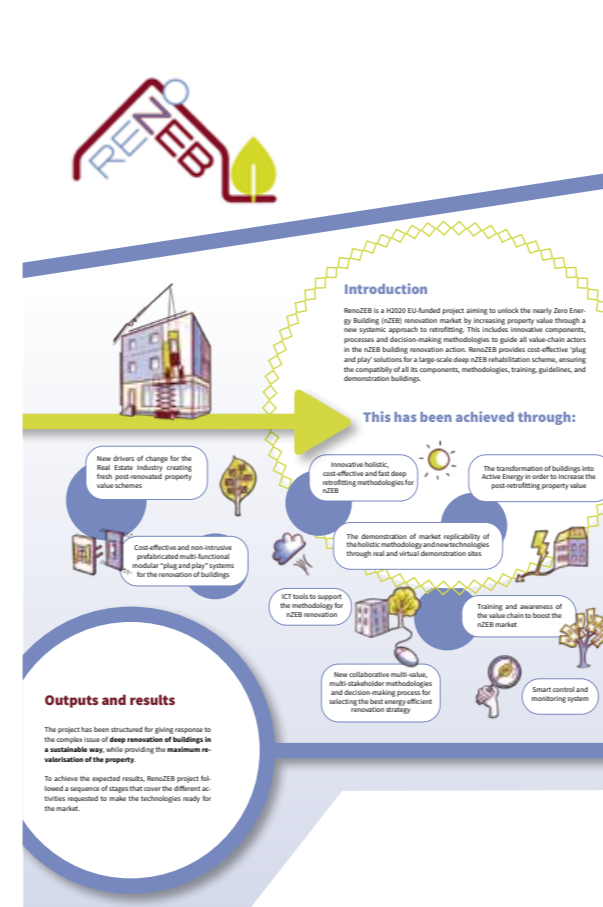 RENOZEB
Introduction
RenoZEB is a H2020 EU-funded project aiming to unlock the nearly Zero Ener-
gy Building (nZEB) renovation market by increasing property value through a
new systemic approach to retrofitting. This includes innovative components,
processes and decision-making methodologies to guide all value-chain actors
in the nZEB building renovation action. RenoZEB provides cost-effective 'plug
and play' solutions for a large-scale deep nZEB rehabilitation scheme, ensuring
the compatibily of all its components, methodologies, training, guidelines, and
demonstration buildings.
This has been achieved through:
New drivers of change for the
Real Estate Industry creating
fresh post-renovated property
value schemes
Innovative holistic,
cost-effective and fast deep
retrofitting methodologies for
nZEB
The transformation of buildings into
Active Energy in order to increase the
post-retrofitting property value
Cost-effective and non-intrusive
prefabricated multi-functional
modular "plug and play" systems
for the renovation of buildings
The demonstration of market replicability of
the holistic methodology and new technologies
through real and virtual demonstration sites
ICT tools to support
the methodology for
nZEB renovation
Training and awareness of
the value chain to boost the
nZEB market
New collaborative multi-value,
multi-stakeholder methodologies
and decision-making process for
selecting the best energy efficient
renovation strategy
Smart control and
monitoring system
Outputs and results
The project has been structured for giving response to
the complex issue of deep renovation of buildings in
a sustainable way, while providing the maximum re-
valorisation of the property.
To achieve the expected results, RenoZEB project fol-
lowed a sequence of stages that cover the different ac-
tivities requested to make the technologies ready for
the market.